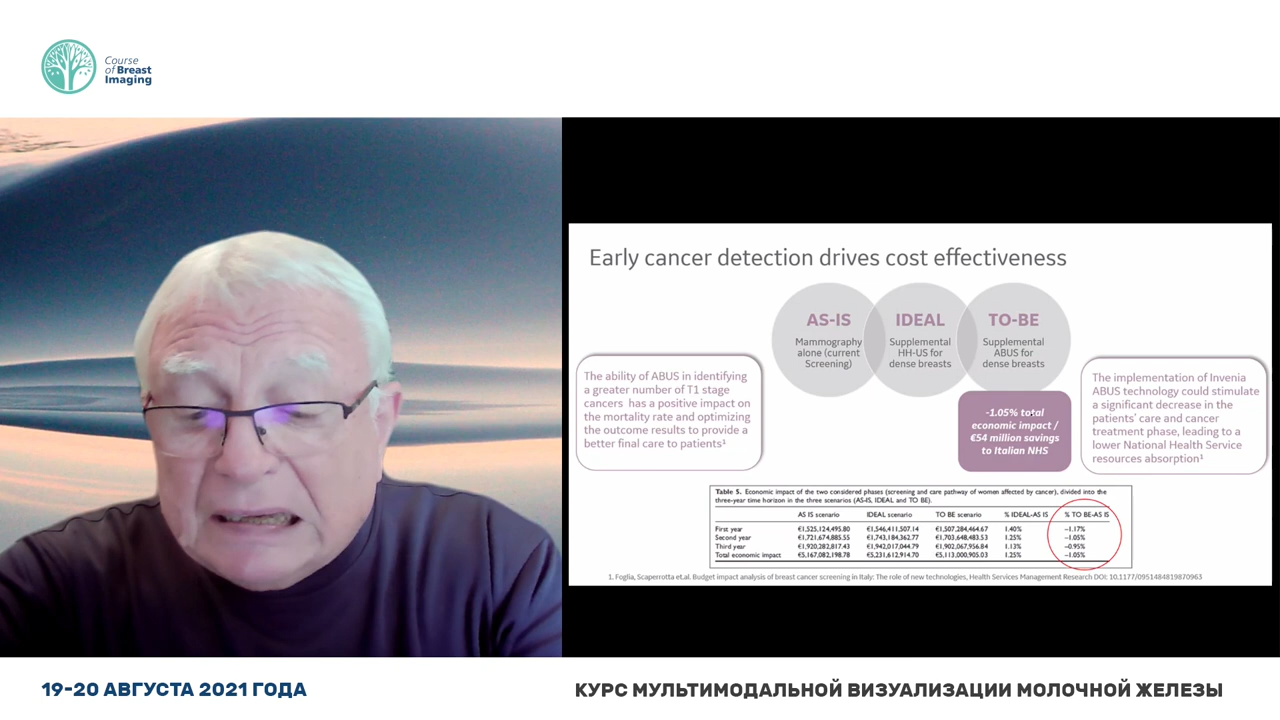 Course
of Breast
Imaging
Early cancer detection drives cost effectiveness
AS-IS
Mammography
alone (current
Screening)
IDEAL
Supplemental
HH-US for
dense breasts
TO-BE
Supplemental
ABUS for
dense breasts
The ability of ABUS in identifying
a greater number of T1 stage
cancers has a positive impact on
the mortality rate and optimizing
the outcome results to provide a
better final care to patients¹
-1.05% total
economic impact /
€54 million savings
to Italian NHS
The implementation of Invenia
ABUS technology could stimulate
a significant decrease in the
patients' care and cancer
treatment phase, leading to a
lower National Health Service
resources absorption¹
Table 5. Economic impact of the two considered phases (screening and care pathway of women affected by cancer), divided into the
three-year time horizon in the three scenarios (AS-IS, IDEAL and TO BE).
AS IS scenario IDEAL scenario TO BE scenario % IDEAL-AS IS % TO BE-AS IS
First year €1,525,124,495.80 €1,546,411,507.14 €1,507,284,464.67 1.40% –1.17%
Second year €1,721,674,885.55 €1,743,184,362.77 €1,703,648,483.53 1.25% –1.05%
Third year €1,920,282,817.43 €1,942,017,044.79 €1,902,067,956.84 1.13% –0.95%
Total economic impact €5,167,082,198.78 €5,231,612,914.70 €5,113,000,905.03 1.25% –1.05%
1. Foglia, Scaperrotta et.al. Budget impact analysis of breast cancer screening in Italy: The role of new technologies, Health Services Management Research DOI: 10.1177/0951484819870963
19-20 АВГУСТА 2021 ГОДА
КУРС МУЛЬТИМОДАЛЬНОЙ ВИЗУАЛИЗАЦИИ МОЛОЧНОЙ ЖЕЛЕЗЫ